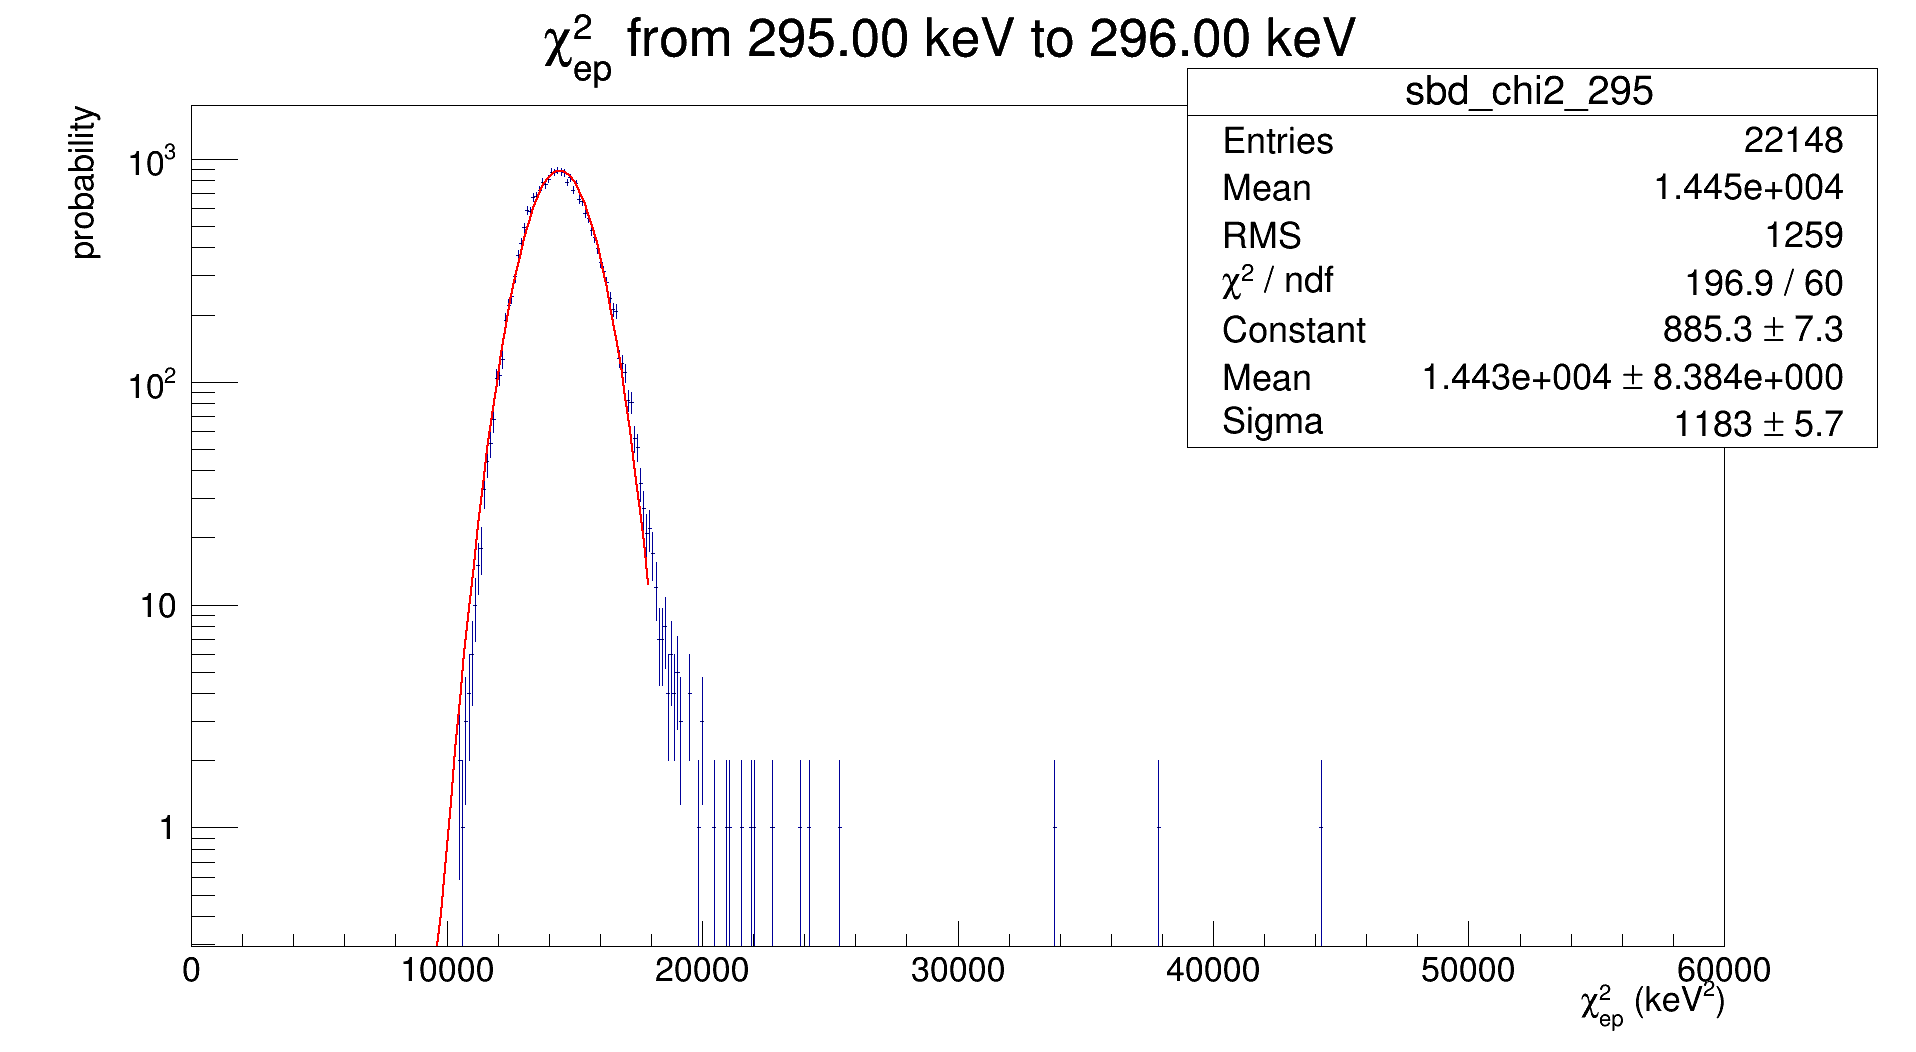 χ²ep from 295.00 keV to 296.00 keV
probability
10³
10²
10
1
sbd_chi2_295
Entries 22148
Mean 1.445e+004
RMS 1259
χ² / ndf 196.9 / 60
Constant 885.3 ± 7.3
Mean 1.443e+004 ± 8.384e+000
Sigma 1183 ± 5.7
0 10000 20000 30000 40000 50000 60000
χ²ep (keV²)